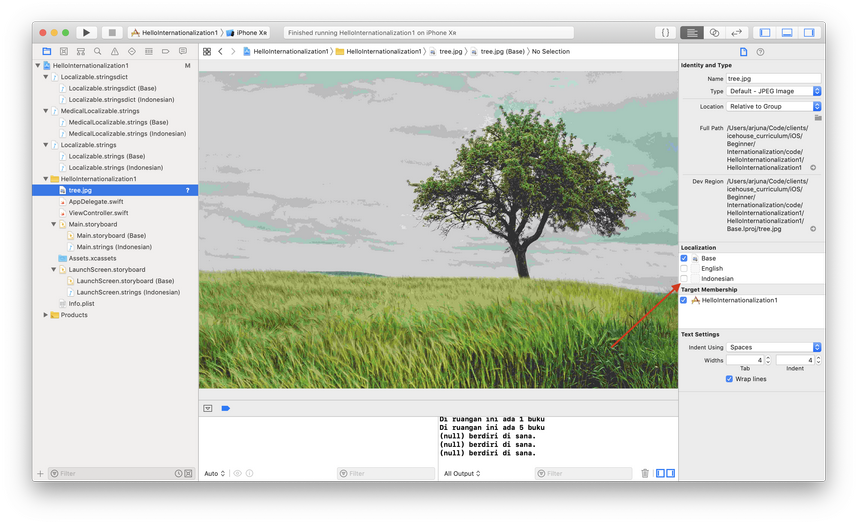 HelloInternationalization1 〉 iPhone Xʀ
Finished running HelloInternationalization1 on iPhone Xʀ
{ }
HelloInternationalization1 〉 HelloInternationalization1 〉 tree.jpg 〉 tree.jpg (Base) 〉 No Selection
HelloInternationalization1 M
Localizable.stringsdict
Localizable.stringsdict (Base)
Localizable.stringsdict (Indonesian)
MedicalLocalizable.strings
MedicalLocalizable.strings (Base)
MedicalLocalizable.strings (Indonesian)
Localizable.strings
Localizable.strings (Base)
Localizable.strings (Indonesian)
HelloInternationalization1
tree.jpg ?
AppDelegate.swift
ViewController.swift
Main.storyboard
Main.storyboard (Base)
Main.strings (Indonesian)
Assets.xcassets
LaunchScreen.storyboard
LaunchScreen.storyboard (Base)
LaunchScreen.strings (Indonesian)
Info.plist
Products
Filter
Di ruangan ini ada 1 buku
Di ruangan ini ada 5 buku
(null) berdiri di sana.
(null) berdiri di sana.
(null) berdiri di sana.
Auto
Filter
All Output
Filter
Identity and Type
Name tree.jpg
Type Default - JPEG Image
Location Relative to Group
Full Path /Users/arjuna/Code/clients/
icehouse_curriculum/iOS/
Beginner/
Internationalization/code/
HelloInternationalization1/
HelloInternationalization1
Dev Region /Users/arjuna/Code/clients/
icehouse_curriculum/iOS/
Beginner/
Internationalization/code/
HelloInternationalization1/
HelloInternationalization1/
Base.lproj/tree.jpg
Localization
Base
English
Indonesian
Target Membership
HelloInternationalization1
Text Settings
Indent Using Spaces
Widths 4 4
Tab Indent
Wrap lines